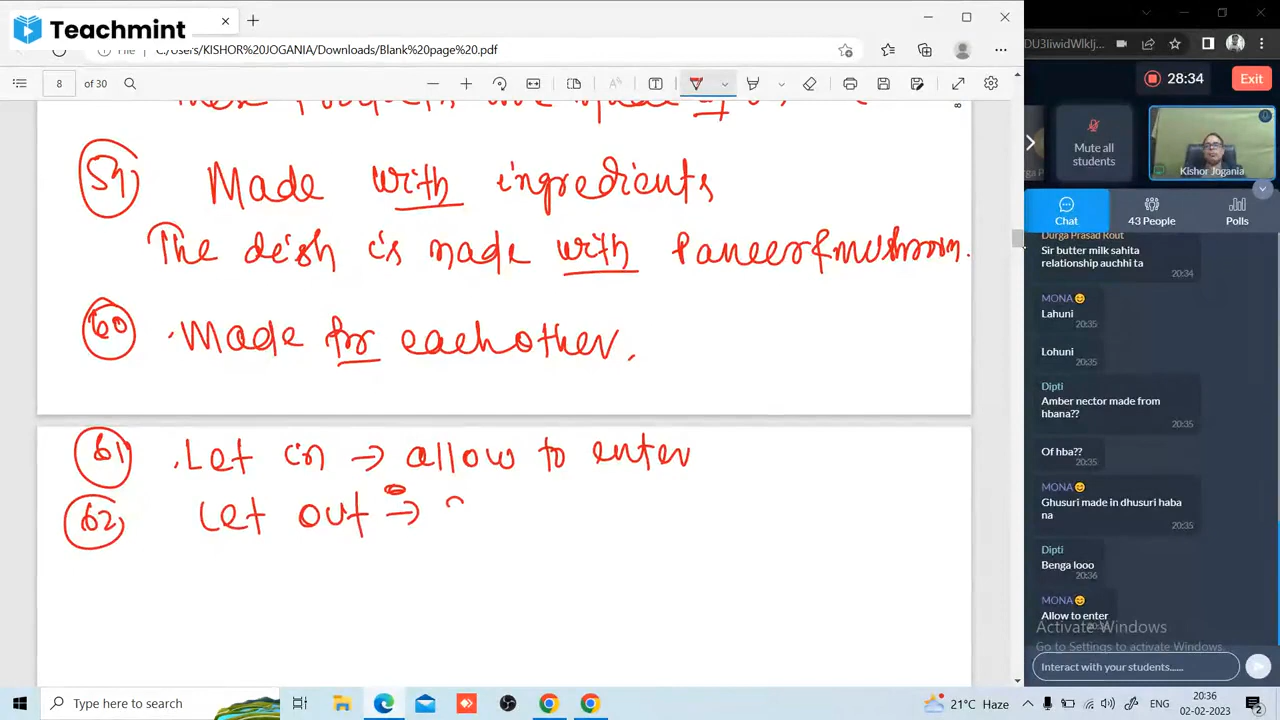 Teachmint
File C:/Users/KISHOR%20JOGANIA/Downloads/Blank%20page%20.pdf
8 of 30
59 Made with ingredients
The deish is made with Paneer & mushroom.
60 . Made for eachother.
61 . Let in → allow to enter
62 Let out →
8
DU3IiwidWlkIj
28:34
Exit
Mute all
students
Kishor Jogania
Chat
43 People
Polls
Durga Prasad Rout
Sir butter milk sahita
relationship auchhi ta
20:34
MONA😊
Lahuni
20:35
Lohuni
20:35
Dipti
Amber nector made from
hbana??
20:35
Of hba??
20:35
MONA😊
Ghusuri mada in dhusuri haba
na
20:35
Dipti
Benga looo
20:36
MONA😊
Allow to enter
Activate Windows
Go to Settings to activate Windows.
Interact with your students......
Type here to search
21°C Haze
ENG
20:36
02-02-2023
2